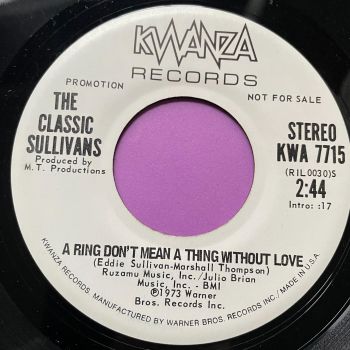 KWANZA
RECORDS
PROMOTION
NOT FOR SALE
THE
CLASSIC
SULLIVANS
Produced by
M.T. Productions
STEREO
KWA 7715
(RIL0030)S
2:44
Intro: :17
A RING DON'T MEAN A THING WITHOUT LOVE
(Eddie Sullivan-Marshall Thompson)
Ruzamu Music, Inc./Julio Brian
Music, Inc. - BMI
℗1973 Warner
Bros. Records Inc.
KWANZA RECORDS, MANUFACTURED BY WARNER BROS. RECORDS INC. MADE IN U.S.A.